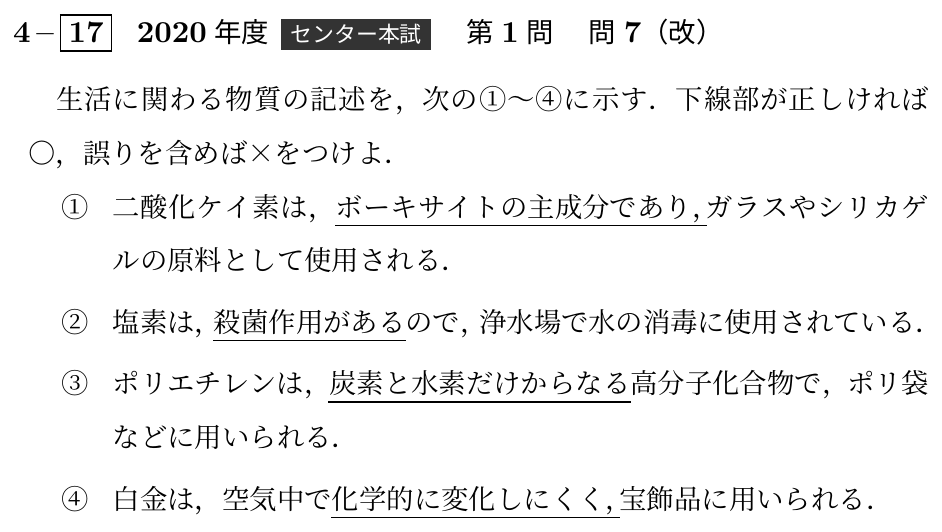 4－17 2020 年度 センター本試 第 1 問 問 7（改）
生活に関わる物質の記述を，次の①～④に示す．下線部が正しければ
○，誤りを含めば×をつけよ．
① 二酸化ケイ素は，ボーキサイトの主成分であり，ガラスやシリカゲ
ルの原料として使用される．
② 塩素は，殺菌作用があるので，浄水場で水の消毒に使用されている．
③ ポリエチレンは，炭素と水素だけからなる高分子化合物で，ポリ袋
などに用いられる．
④ 白金は，空気中で化学的に変化しにくく，宝飾品に用いられる．